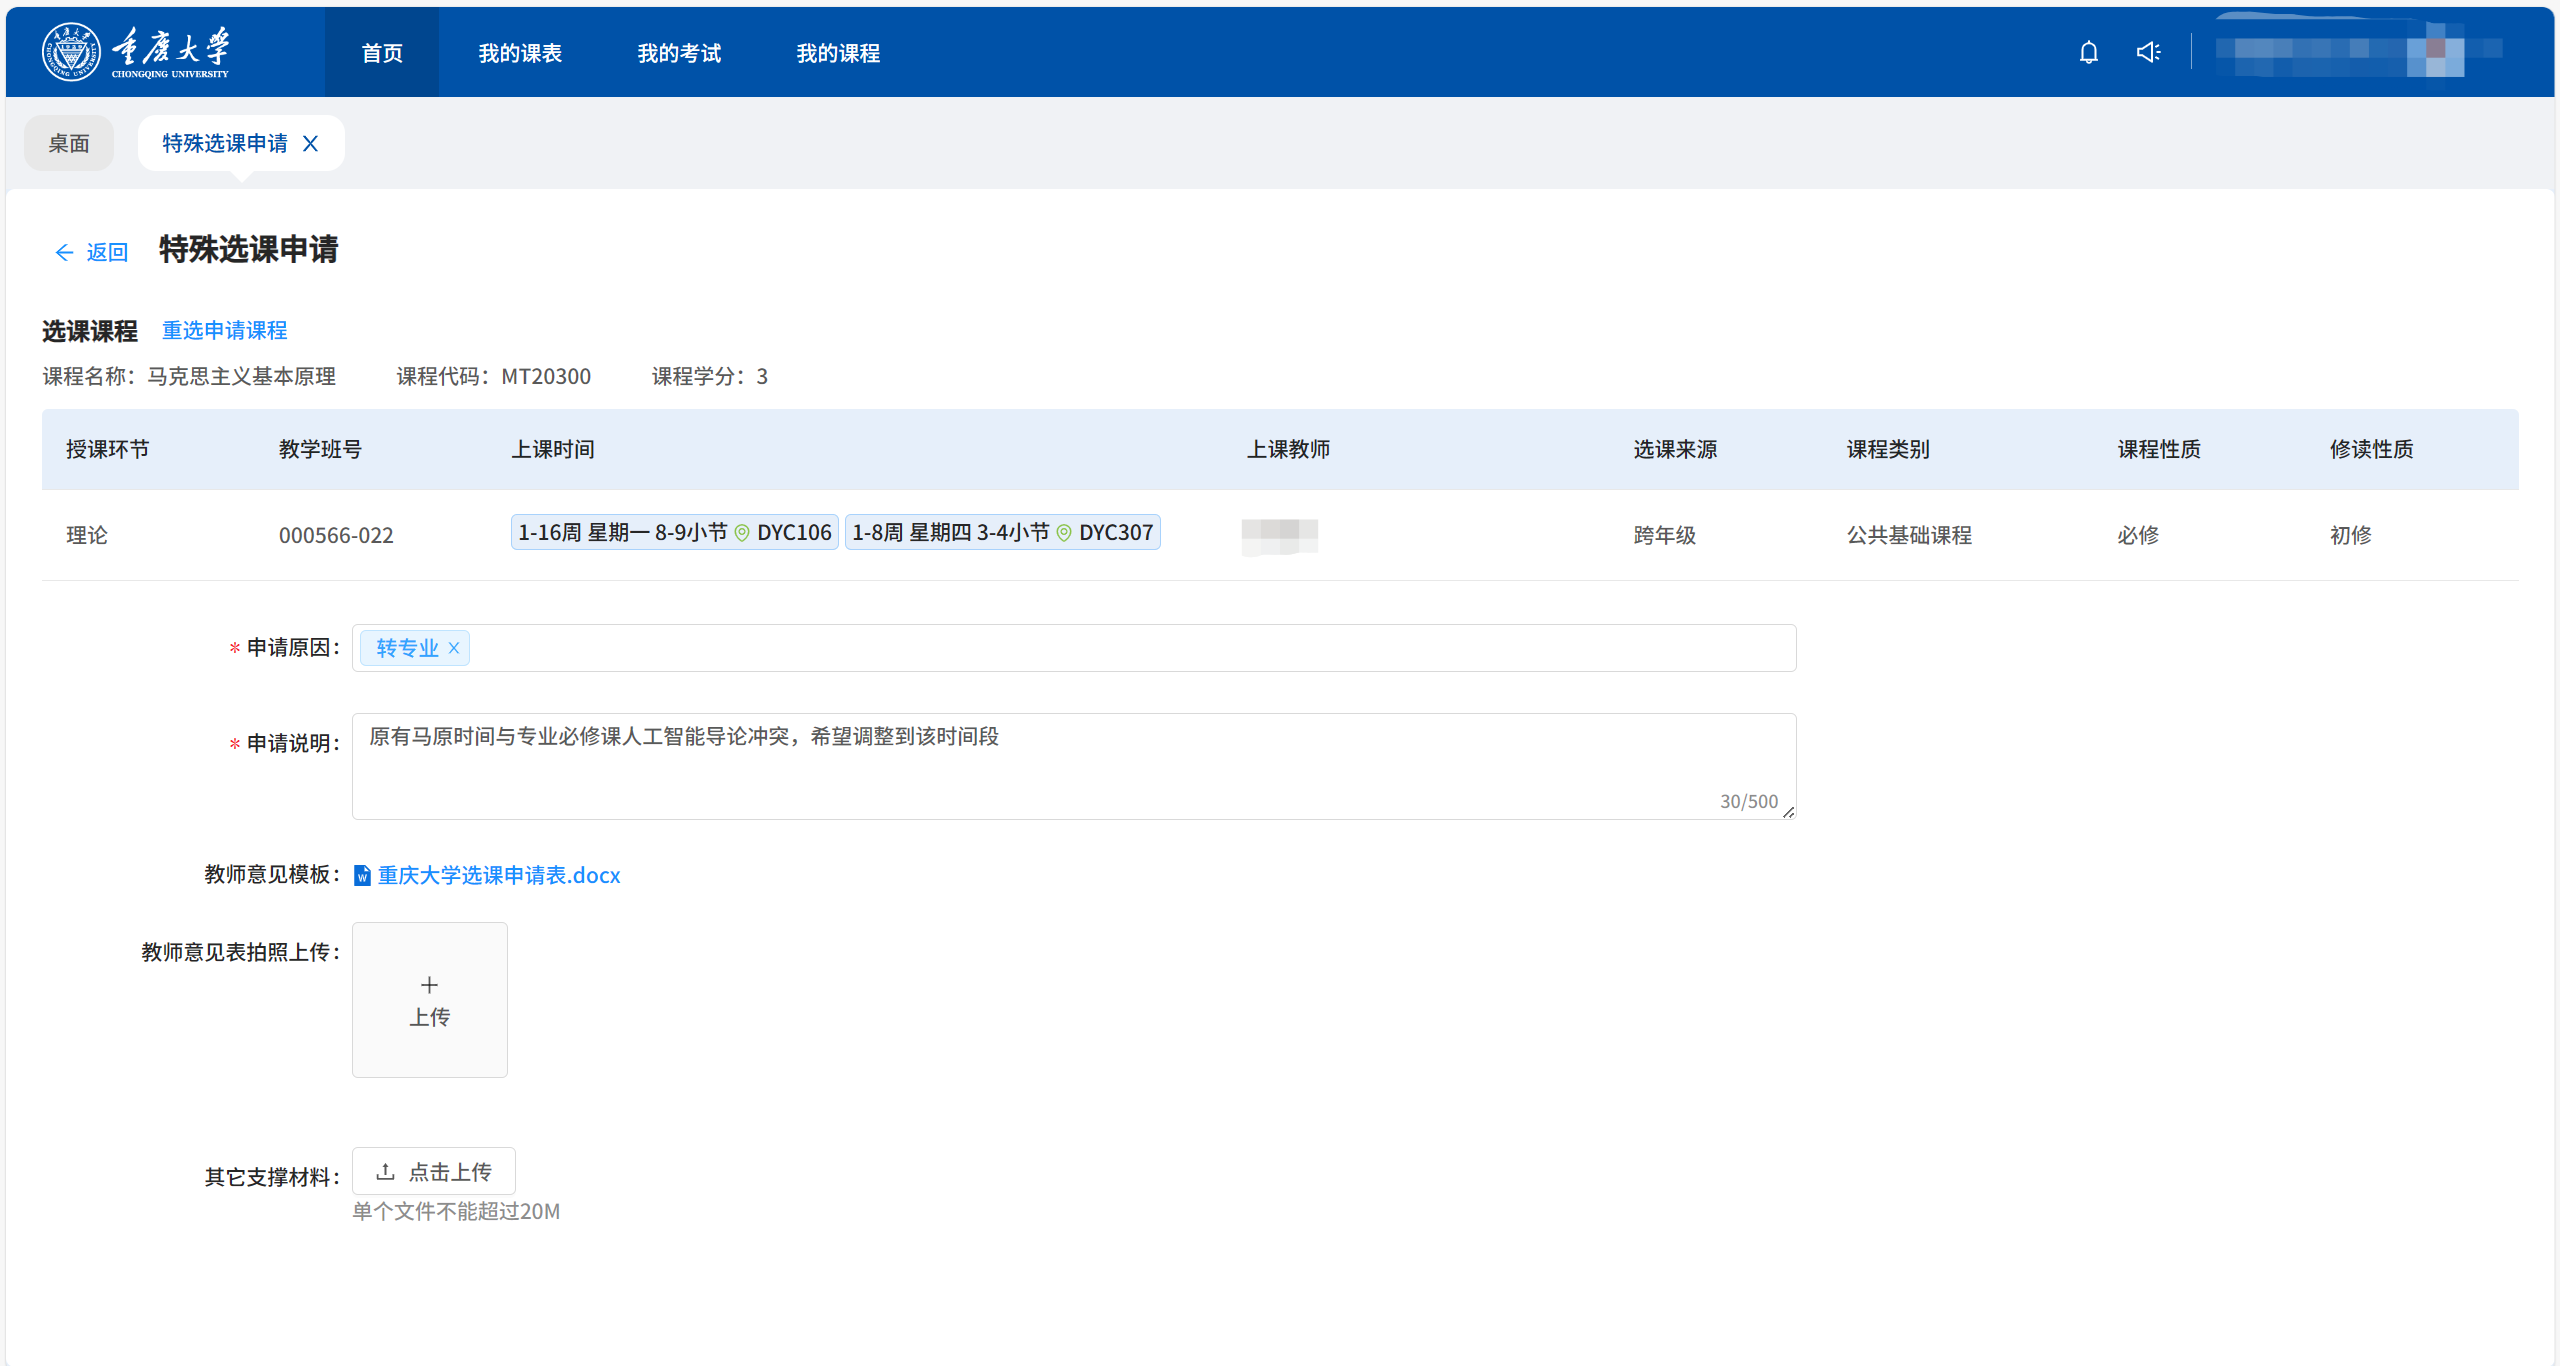 重庆大学
CHONGQING UNIVERSITY
首页 我的课表 我的考试 我的课程
桌面 特殊选课申请 X
返回 特殊选课申请
选课课程 重选申请课程
课程名称：马克思主义基本原理 课程代码：MT20300 课程学分：3
授课环节 教学班号 上课时间 上课教师 选课来源 课程类别 课程性质 修读性质
理论 000566-022 1-16周 星期一 8-9小节 DYC106 1-8周 星期四 3-4小节 DYC307 跨年级 公共基础课程 必修 初修
* 申请原因： 转专业 ×
* 申请说明： 原有马原时间与专业必修课人工智能导论冲突，希望调整到该时间段
30/500
教师意见模板： 重庆大学选课申请表.docx
教师意见表拍照上传：
+
上传
其它支撑材料： 点击上传
单个文件不能超过20M